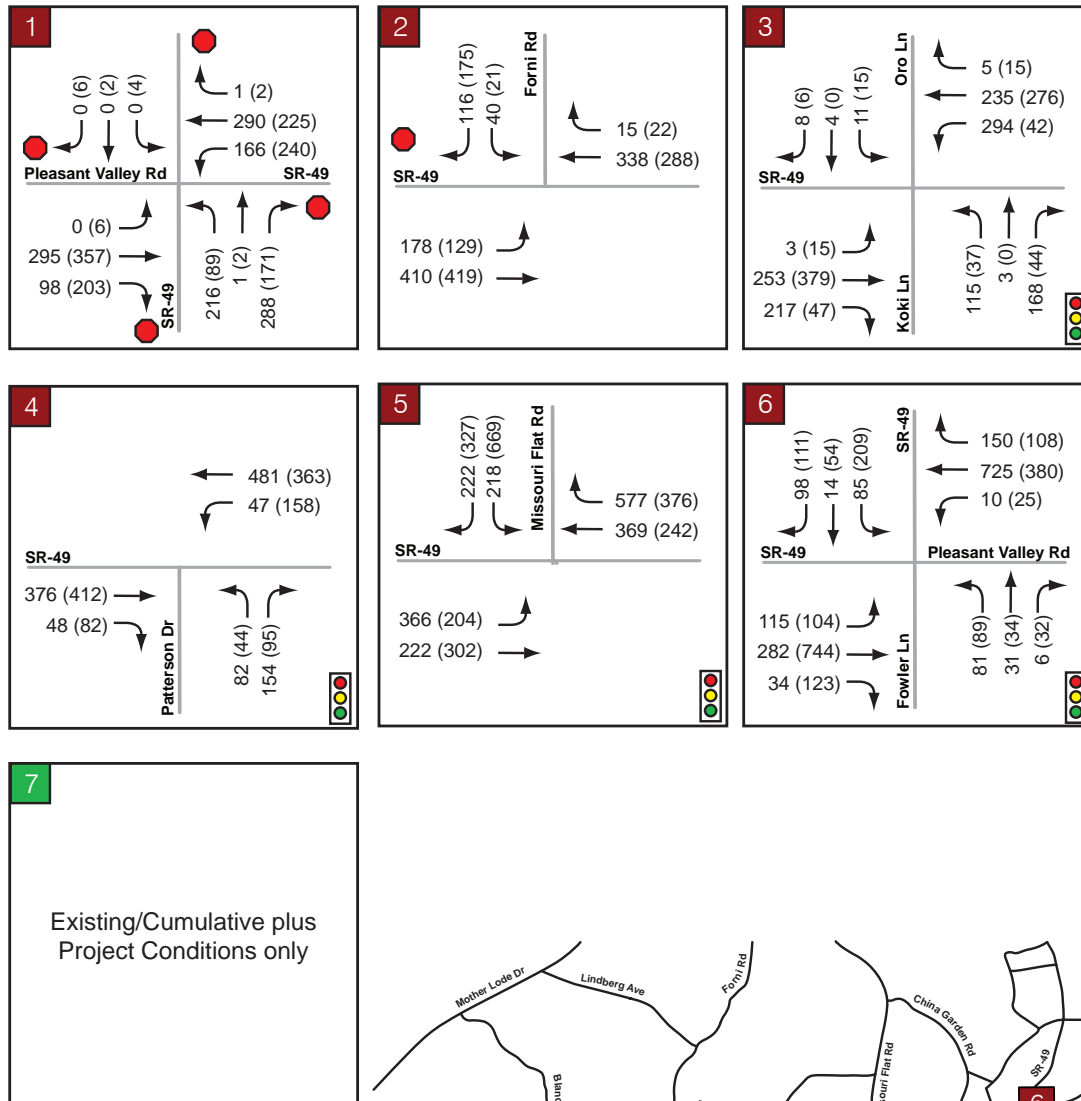 1
0 (6)
0 (2)
0 (4)
1 (2)
290 (225)
166 (240)
Pleasant Valley Rd
SR-49
0 (6)
295 (357)
98 (203)
SR-49
216 (89)
1 (2)
288 (171)
2
116 (175)
40 (21)
Forni Rd
15 (22)
338 (288)
SR-49
178 (129)
410 (419)
3
8 (6)
4 (0)
11 (15)
Oro Ln
5 (15)
235 (276)
294 (42)
SR-49
3 (15)
253 (379)
217 (47)
Koki Ln
115 (37)
3 (0)
168 (44)
4
481 (363)
47 (158)
SR-49
376 (412)
48 (82)
Patterson Dr
82 (44)
154 (95)
5
222 (327)
218 (669)
Missouri Flat Rd
577 (376)
369 (242)
SR-49
366 (204)
222 (302)
6
98 (111)
14 (54)
85 (209)
SR-49
150 (108)
725 (380)
10 (25)
SR-49
Pleasant Valley Rd
115 (104)
282 (744)
34 (123)
Fowler Ln
81 (89)
31 (34)
6 (32)
7
Existing/Cumulative plus
Project Conditions only
Mother Lode Dr
Lindberg Ave
Forni Rd
China Garden Rd
SR-49
Flat Rd
6